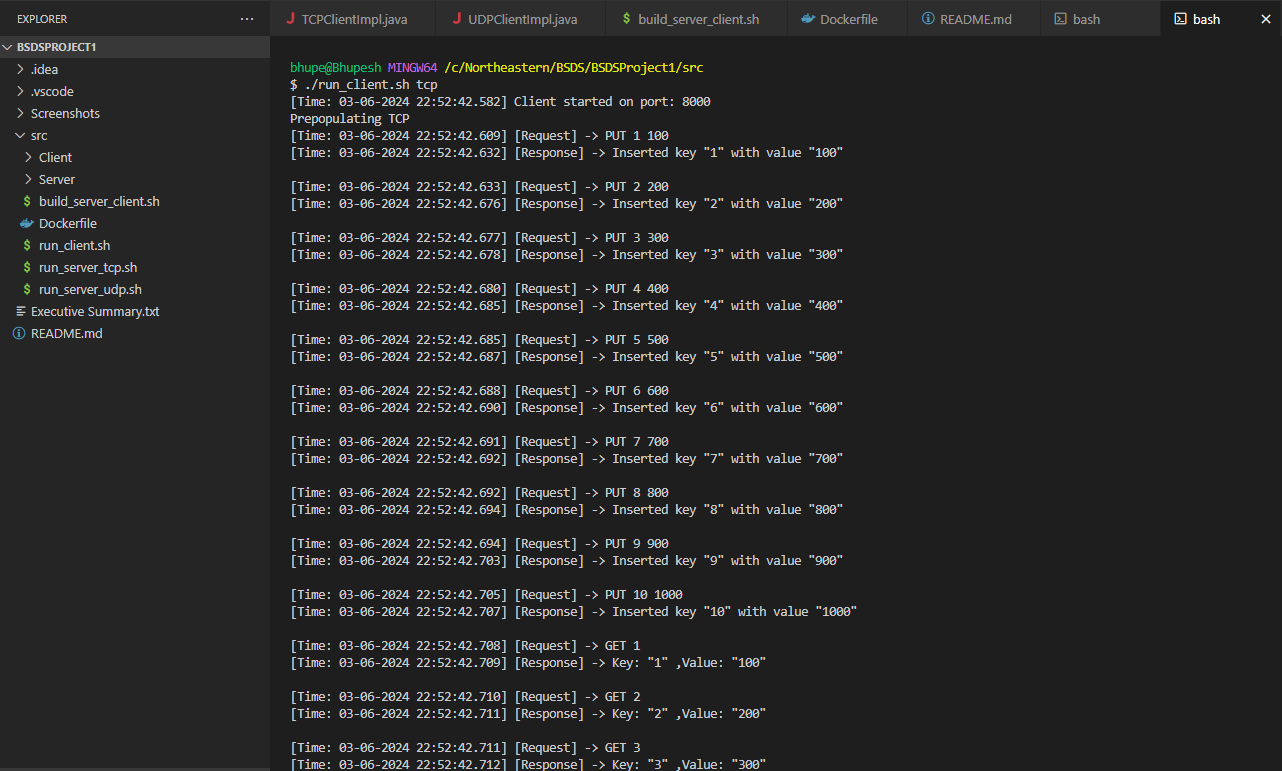 EXPLORER
···
TCPClientImpl.java
UDPClientImpl.java
build_server_client.sh
Dockerfile
README.md
bash
bash
BSDSPROJECT1
.idea
.vscode
Screenshots
src
Client
Server
build_server_client.sh
Dockerfile
run_client.sh
run_server_tcp.sh
run_server_udp.sh
Executive Summary.txt
README.md
bhupe@Bhupesh MINGW64 /c/Northeastern/BSDS/BSDSProject1/src
$ ./run_client.sh tcp
[Time: 03-06-2024 22:52:42.582] Client started on port: 8000
Prepopulating TCP
[Time: 03-06-2024 22:52:42.609] [Request] -> PUT 1 100
[Time: 03-06-2024 22:52:42.632] [Response] -> Inserted key "1" with value "100"
[Time: 03-06-2024 22:52:42.633] [Request] -> PUT 2 200
[Time: 03-06-2024 22:52:42.676] [Response] -> Inserted key "2" with value "200"
[Time: 03-06-2024 22:52:42.677] [Request] -> PUT 3 300
[Time: 03-06-2024 22:52:42.678] [Response] -> Inserted key "3" with value "300"
[Time: 03-06-2024 22:52:42.680] [Request] -> PUT 4 400
[Time: 03-06-2024 22:52:42.685] [Response] -> Inserted key "4" with value "400"
[Time: 03-06-2024 22:52:42.685] [Request] -> PUT 5 500
[Time: 03-06-2024 22:52:42.687] [Response] -> Inserted key "5" with value "500"
[Time: 03-06-2024 22:52:42.688] [Request] -> PUT 6 600
[Time: 03-06-2024 22:52:42.690] [Response] -> Inserted key "6" with value "600"
[Time: 03-06-2024 22:52:42.691] [Request] -> PUT 7 700
[Time: 03-06-2024 22:52:42.692] [Response] -> Inserted key "7" with value "700"
[Time: 03-06-2024 22:52:42.692] [Request] -> PUT 8 800
[Time: 03-06-2024 22:52:42.694] [Response] -> Inserted key "8" with value "800"
[Time: 03-06-2024 22:52:42.694] [Request] -> PUT 9 900
[Time: 03-06-2024 22:52:42.703] [Response] -> Inserted key "9" with value "900"
[Time: 03-06-2024 22:52:42.705] [Request] -> PUT 10 1000
[Time: 03-06-2024 22:52:42.707] [Response] -> Inserted key "10" with value "1000"
[Time: 03-06-2024 22:52:42.708] [Request] -> GET 1
[Time: 03-06-2024 22:52:42.709] [Response] -> Key: "1" ,Value: "100"
[Time: 03-06-2024 22:52:42.710] [Request] -> GET 2
[Time: 03-06-2024 22:52:42.711] [Response] -> Key: "2" ,Value: "200"
[Time: 03-06-2024 22:52:42.711] [Request] -> GET 3
[Time: 03-06-2024 22:52:42.712] [Response] -> Key: "3" ,Value: "300"